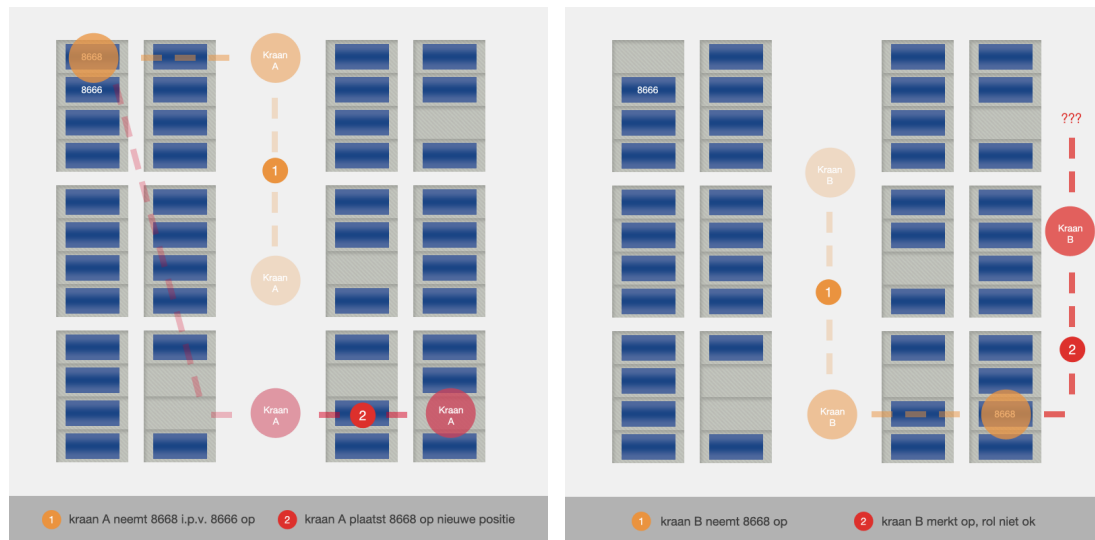 8668
Kraan
A
8666
1
Kraan
A
Kraan
A
2
Kraan
A
1 kraan A neemt 8668 i.p.v. 8666 op
2 kraan A plaatst 8668 op nieuwe positie
8666
???
Kraan
B
Kraan
B
1
2
Kraan
B
8668
1 kraan B neemt 8668 op
2 kraan B merkt op, rol niet ok